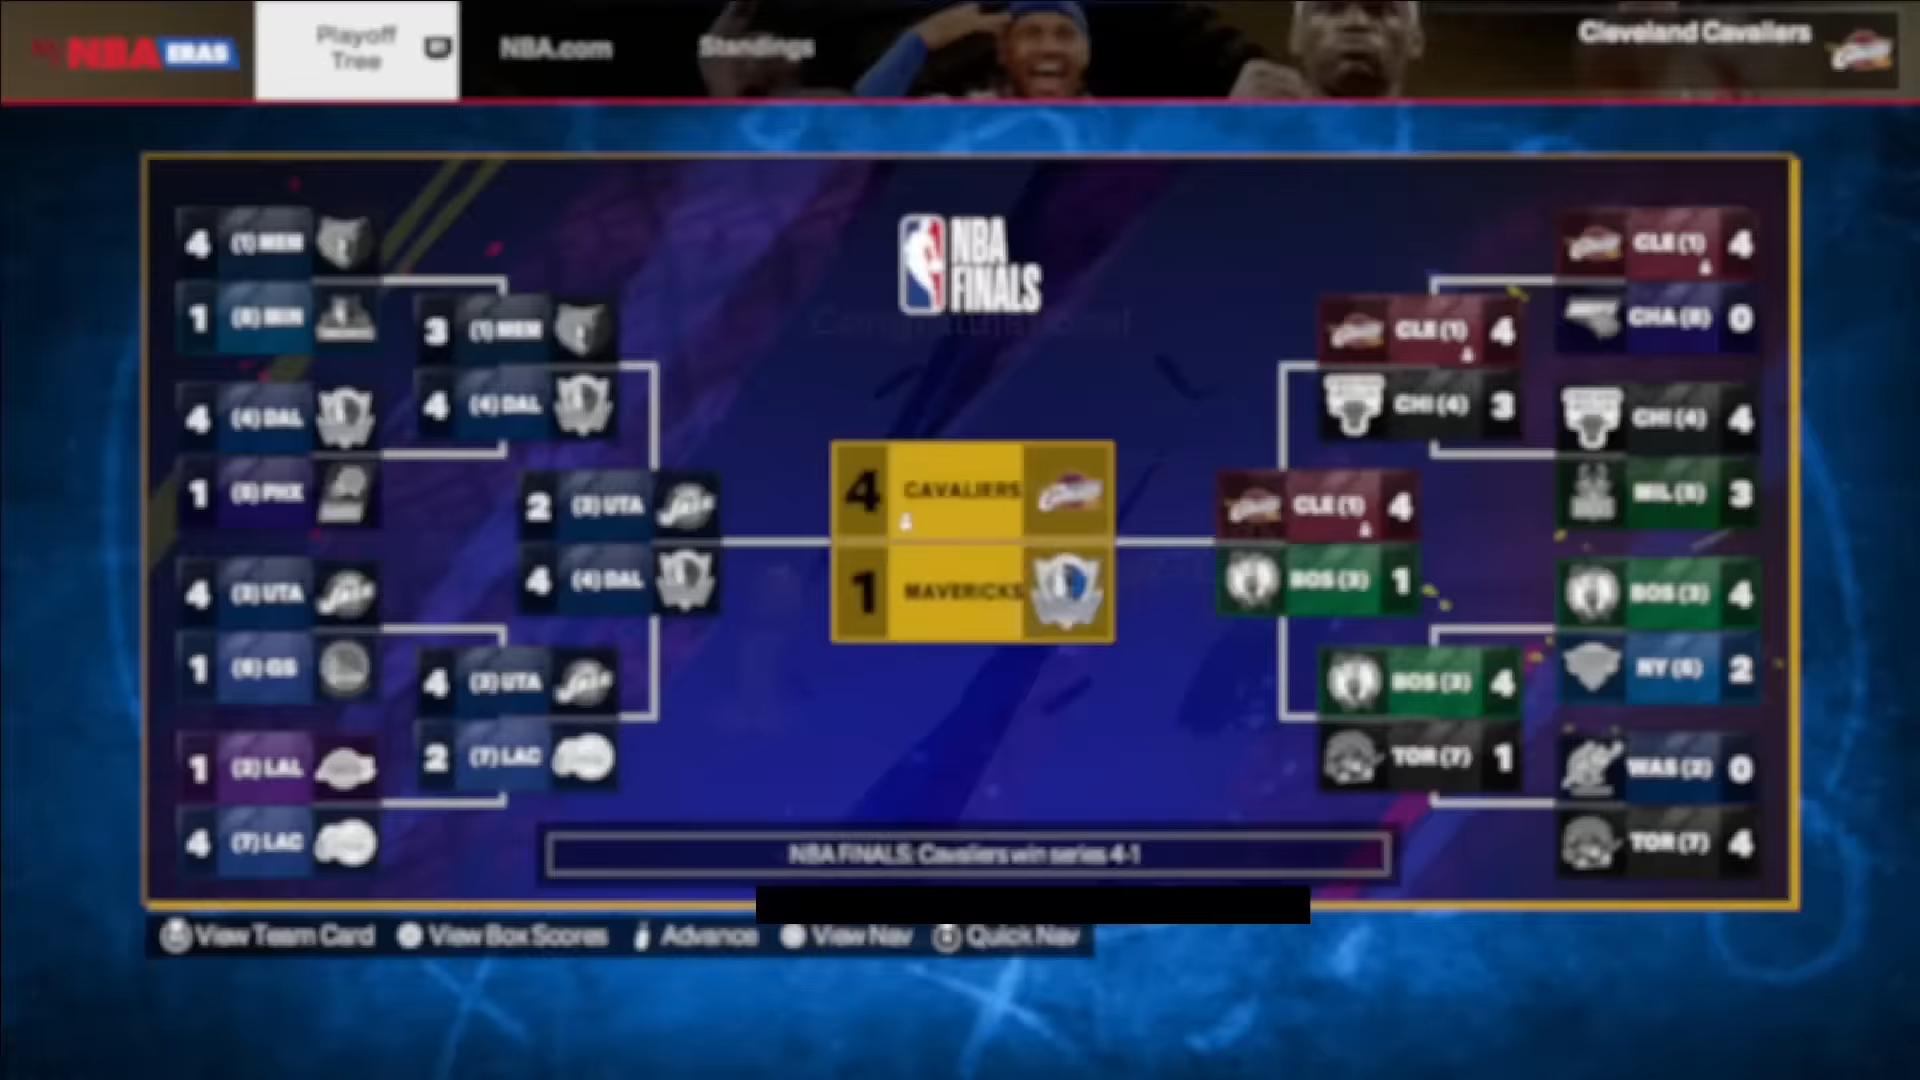 NBA ERAS
Playoff
Tree
NBA.com
Standings
Cleveland Cavaliers
NBA
FINALS
4 (1) MEM
1 (8) MIN
4 (4) DAL
1 (5) PHX
4 (3) UTA
1 (6) GS
1 (2) LAL
4 (7) LAC
3 (1) MEM
4 (4) DAL
4 (3) UTA
2 (7) LAC
2 (3) UTA
4 (4) DAL
4 CAVALIERS
1 MAVERICKS
CLE (1) 4
BOS (3) 1
CLE (1) 4
CHI (4) 3
BOS (3) 4
TOR (7) 1
CLE (1) 4
CHA (8) 0
CHI (4) 4
MIL (5) 3
BOS (3) 4
NY (6) 2
WAS (2) 0
TOR (7) 4
NBA FINALS: Cavaliers win series 4-1
View Team Card
View Box Scores
Advance
View Nav
Quick Nav